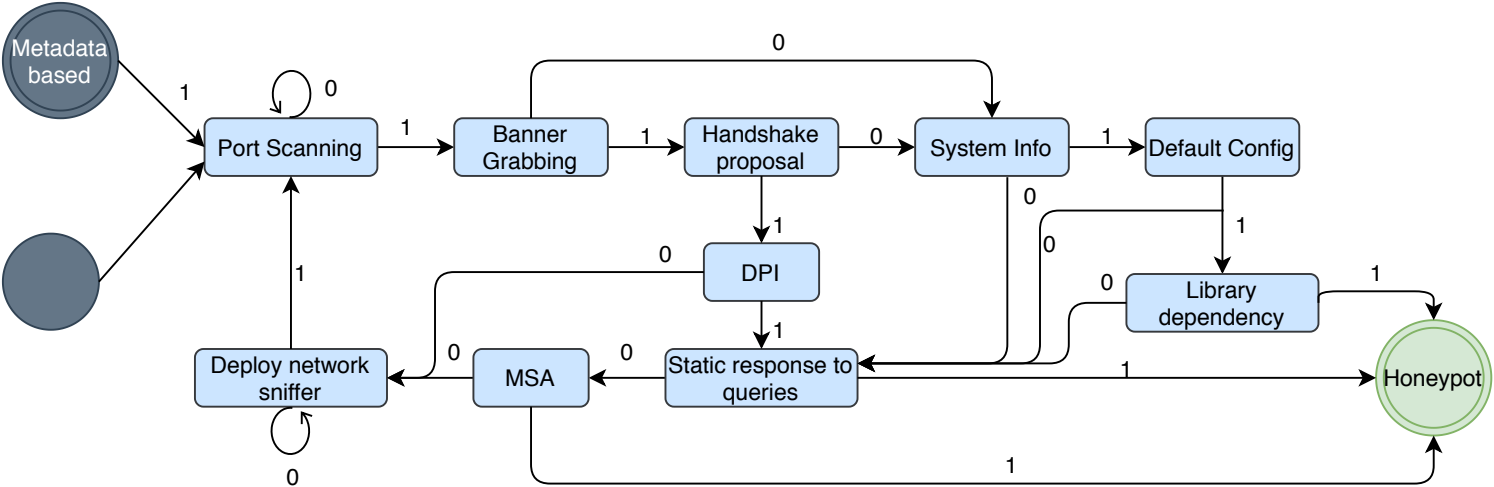 0
Metadata
based
1
0
1
Port Scanning
Banner
Grabbing
1
Handshake
proposal
0
System Info
1
Default Config
0
1
1
0
0
1
DPI
0
1
Library
dependency
1
1
0
0
Deploy network
sniffer
MSA
Static response to
queries
1
Honeypot
0
1